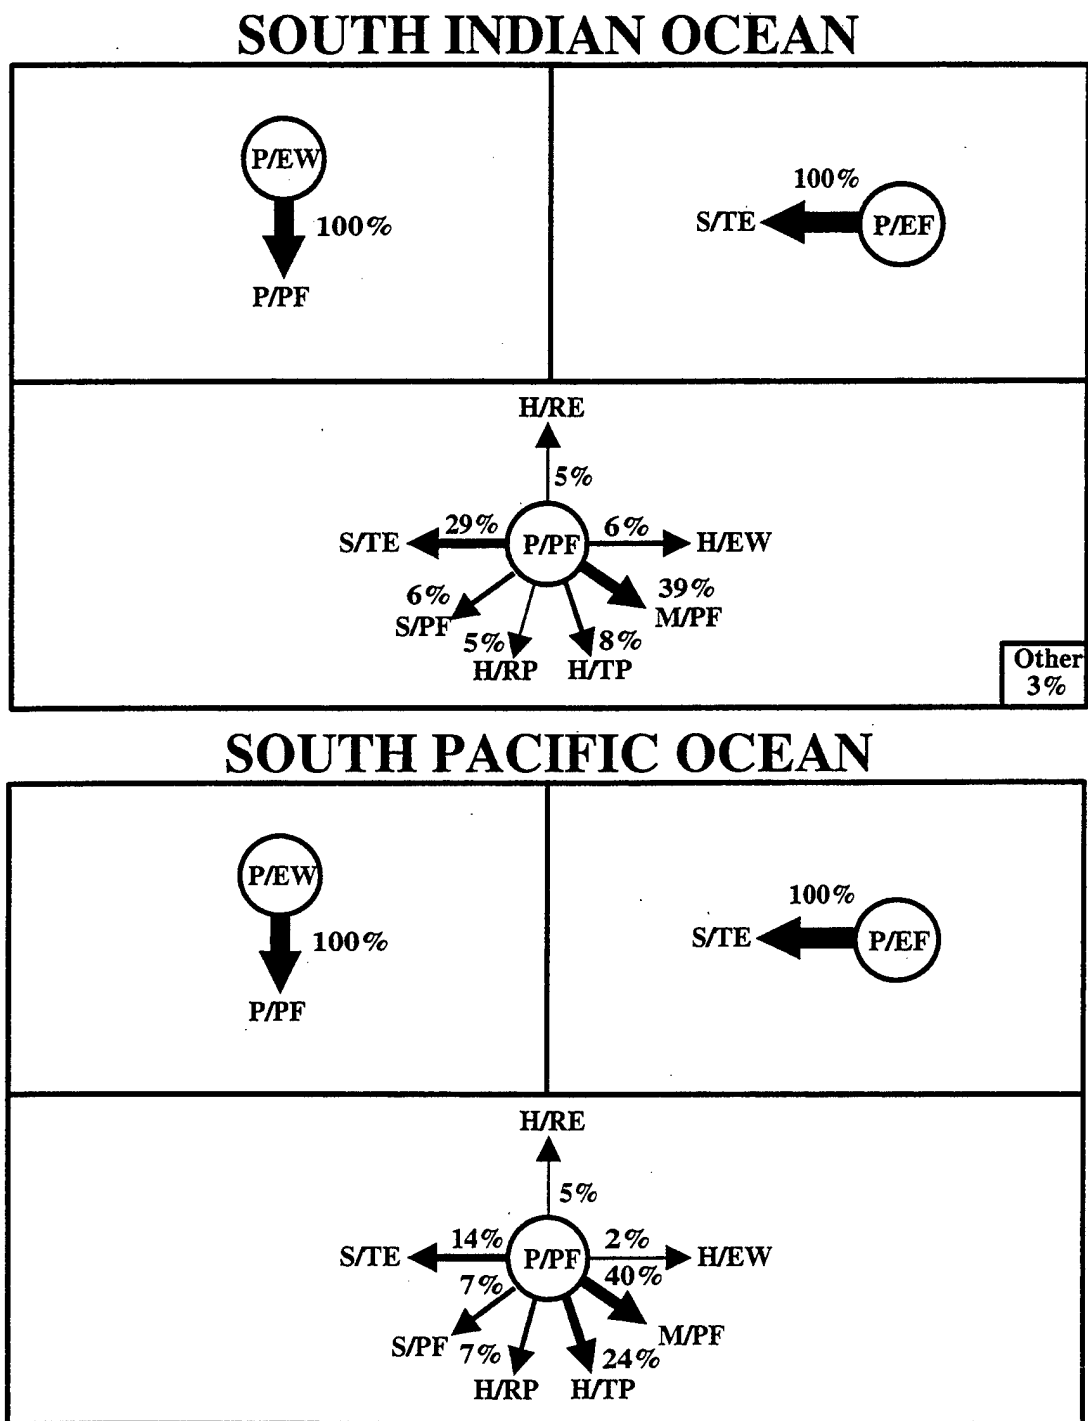 SOUTH INDIAN OCEAN
P/EW
100%
P/PF
100%
S/TE
P/EF
H/RE
5%
S/TE
29%
P/PF
6%
H/EW
6%
S/PF
39%
M/PF
5%
H/RP
8%
H/TP
Other
3%
SOUTH PACIFIC OCEAN
P/EW
100%
P/PF
100%
S/TE
P/EF
H/RE
5%
S/TE
14%
P/PF
2%
H/EW
40%
7%
S/PF
M/PF
7%
H/RP
24%
H/TP